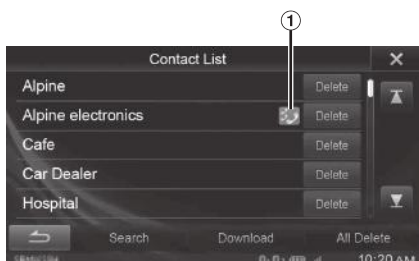 1
Contact List
Alpine Delete
Alpine electronics Delete
Cafe Delete
Car Dealer Delete
Hospital Delete
Search Download All Delete
10:20 AM